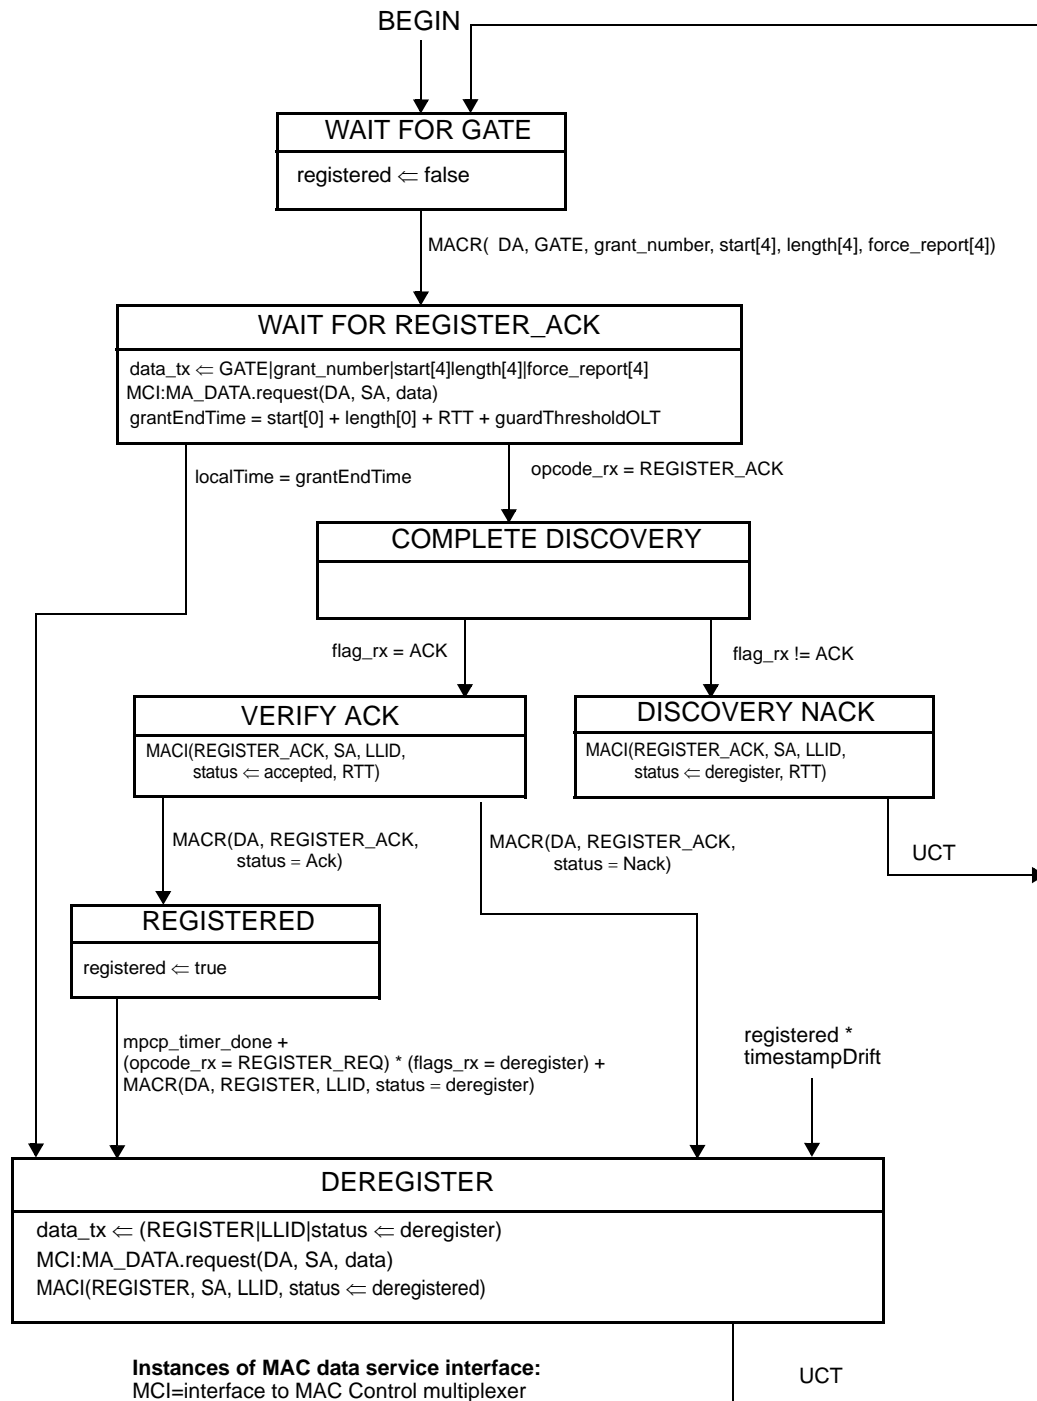 BEGIN
WAIT FOR GATE
registered ⇐ false
MACR( DA, GATE, grant_number, start[4], length[4], force_report[4])
WAIT FOR REGISTER_ACK
data_tx ⇐ GATE|grant_number|start[4]length[4]|force_report[4]
MCI:MA_DATA.request(DA, SA, data)
grantEndTime = start[0] + length[0] + RTT + guardThresholdOLT
localTime = grantEndTime
opcode_rx = REGISTER_ACK
COMPLETE DISCOVERY
flag_rx = ACK
flag_rx != ACK
VERIFY ACK
MACI(REGISTER_ACK, SA, LLID,
status ⇐ accepted, RTT)
DISCOVERY NACK
MACI(REGISTER_ACK, SA, LLID,
status ⇐ deregister, RTT)
MACR(DA, REGISTER_ACK,
status = Ack)
MACR(DA, REGISTER_ACK,
status = Nack)
UCT
REGISTERED
registered ⇐ true
mpcp_timer_done +
(opcode_rx = REGISTER_REQ) * (flags_rx = deregister) +
MACR(DA, REGISTER, LLID, status = deregister)
registered *
timestampDrift
DEREGISTER
data_tx ⇐ (REGISTER|LLID|status ⇐ deregister)
MCI:MA_DATA.request(DA, SA, data)
MACI(REGISTER, SA, LLID, status ⇐ deregistered)
Instances of MAC data service interface:
MCI=interface to MAC Control multiplexer
UCT